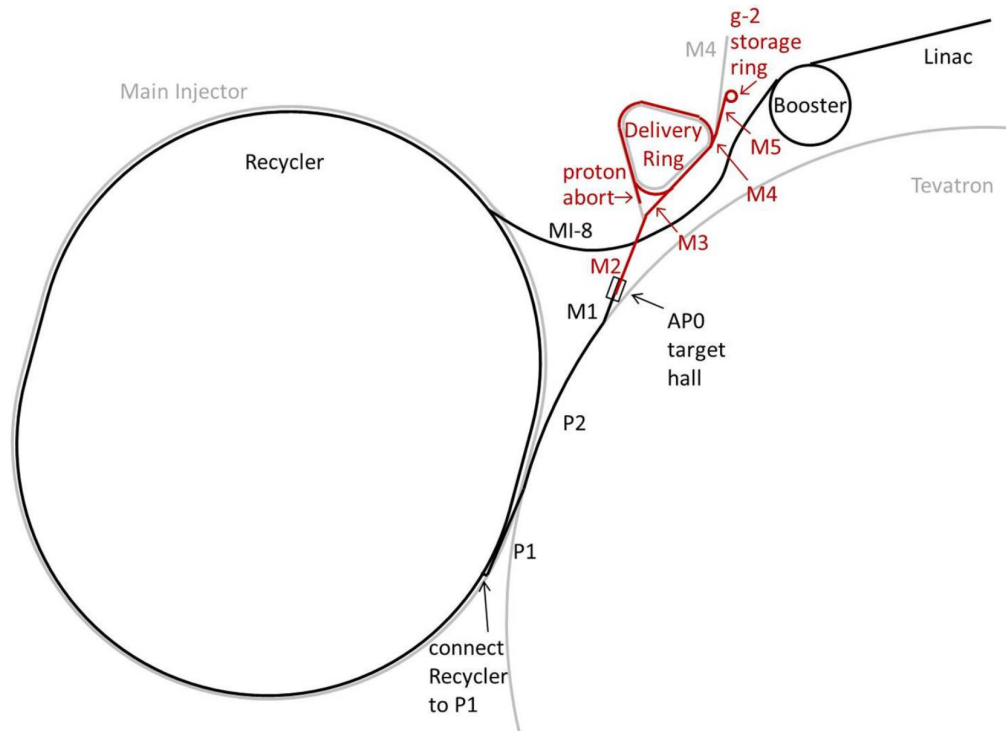 g-2
storage
ring
M4
Linac
Main Injector
Booster
Delivery
Ring
M5
Recycler
proton
abort
M4
Tevatron
MI-8
M3
M2
M1
AP0
target
hall
P2
P1
connect
Recycler
to P1